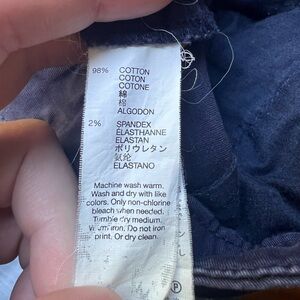 98% COTTON
COTON
COTONE
綿
棉
ALGODON
2% SPANDEX
ÉLASTHANNE
ELASTAN
ポリウレタン
氨纶
ELASTANO
Machine wash warm.
Wash and dry with like
colors. Only non-chlorine
bleach when needed.
Tumble dry medium.
Warm iron. Do not iron
print. Or dry clean.
P